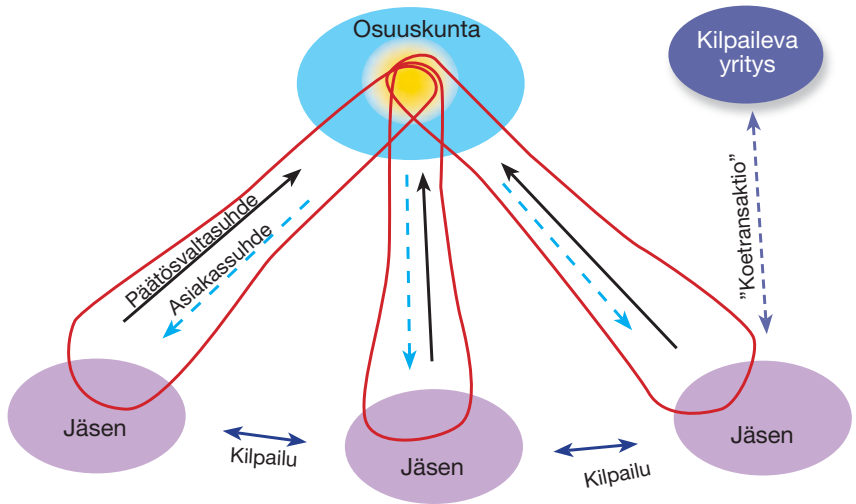 Osuuskunta
Kilpaileva
yritys
Päätösvaltasuhde
Asiakassuhde
”Koetransaktio”
Jäsen
Kilpailu
Jäsen
Kilpailu
Jäsen